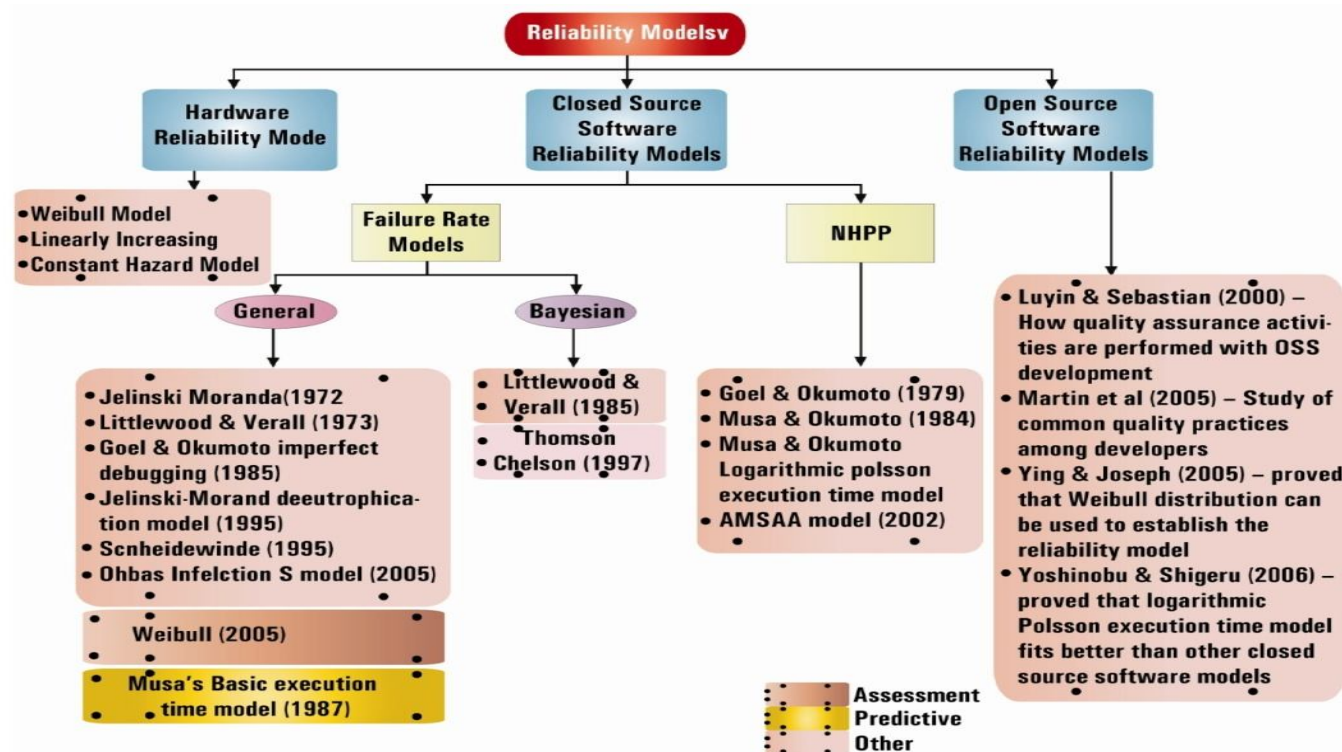 Reliability Modelsv
Hardware
Reliability Mode
Closed Source
Software
Reliability Models
Open Source
Software
Reliability Models
Weibull Model
Linearly Increasing
Constant Hazard Model
Failure Rate
Models
NHPP
General
Bayesian
Jelinski Moranda(1972
Littlewood & Verall (1973)
Goel & Okumoto imperfect
debugging (1985)
Jelinski-Morand deeutrophica-
tion model (1995)
Scnheidewinde (1995)
Ohbas Infelction S model (2005)
Weibull (2005)
Musa's Basic execution
time model (1987)
Littlewood &
Verall (1985)
Thomson
Chelson (1997)
Goel & Okumoto (1979)
Musa & Okumoto (1984)
Musa & Okumoto
Logarithmic polsson
execution time model
AMSAA model (2002)
Luyin & Sebastian (2000) –
How quality assurance activi-
ties are performed with OSS
development
Martin et al (2005) – Study of
common quality practices
among developers
Ying & Joseph (2005) – proved
that Weibull distribution can
be used to establish the
reliability model
Yoshinobu & Shigeru (2006) –
proved that logarithmic
Polsson execution time model
fits better than other closed
source software models
Assessment
Predictive
Other